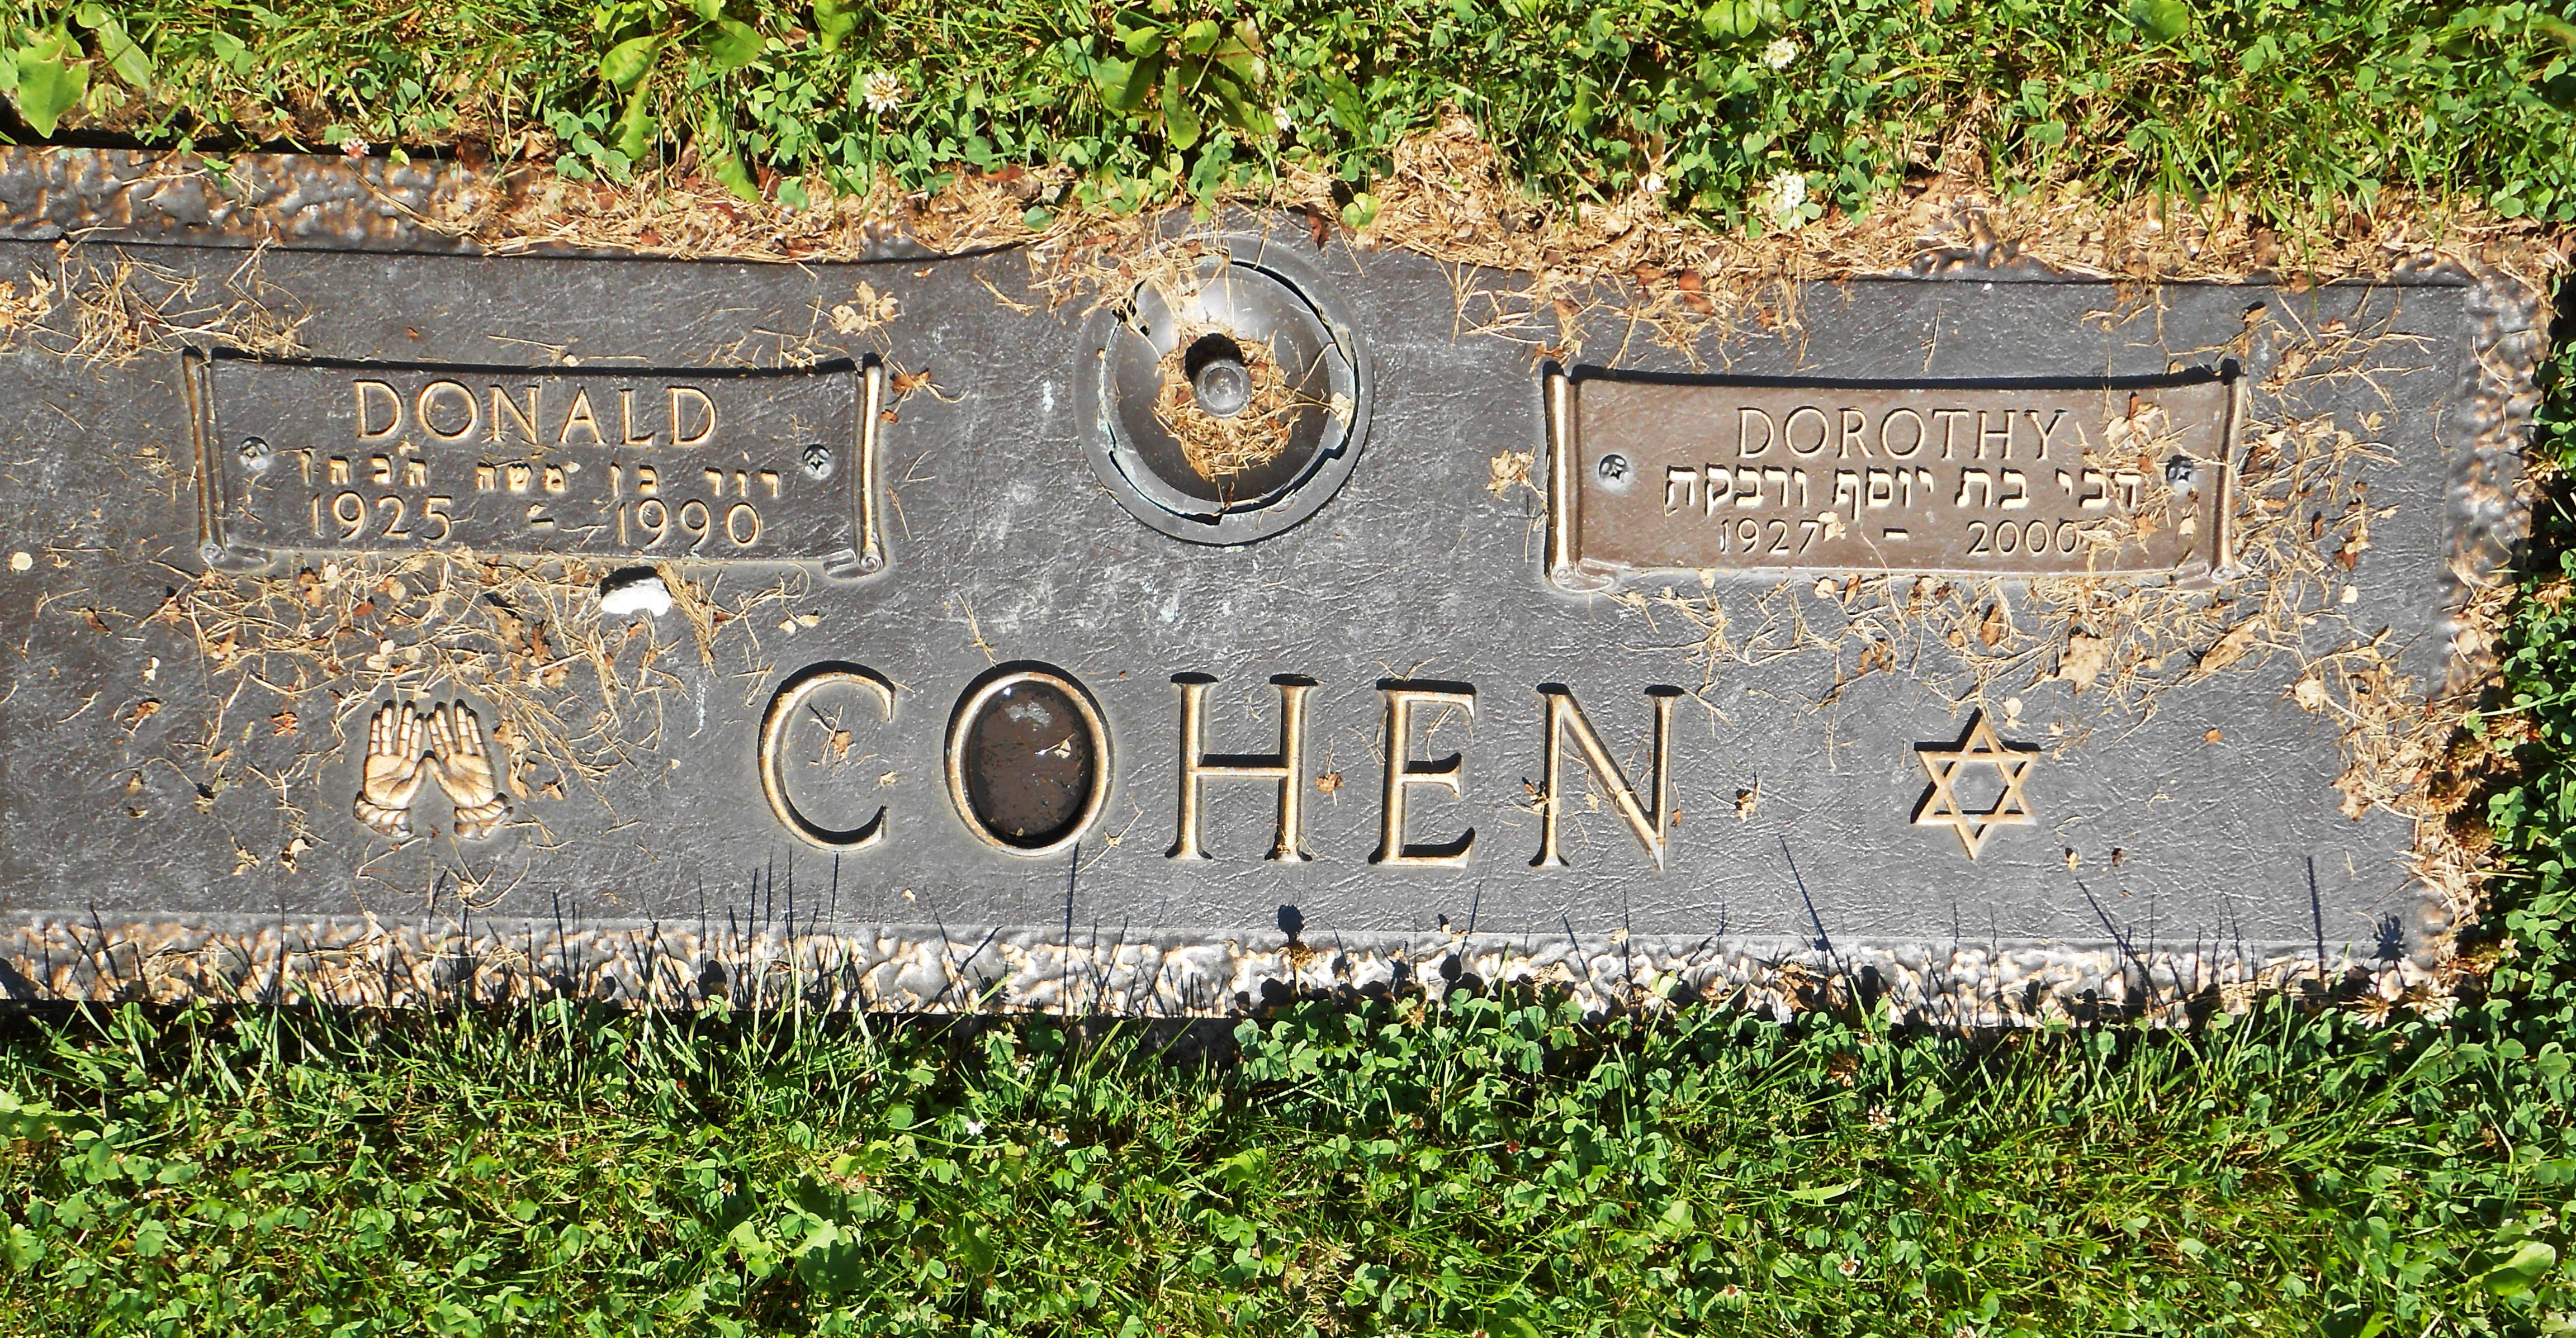 DONALD
דוד בן משה הכהן
1925 - 1990
DOROTHY
דבי בת יוסף ורבקה
1927 - 2000
COHEN